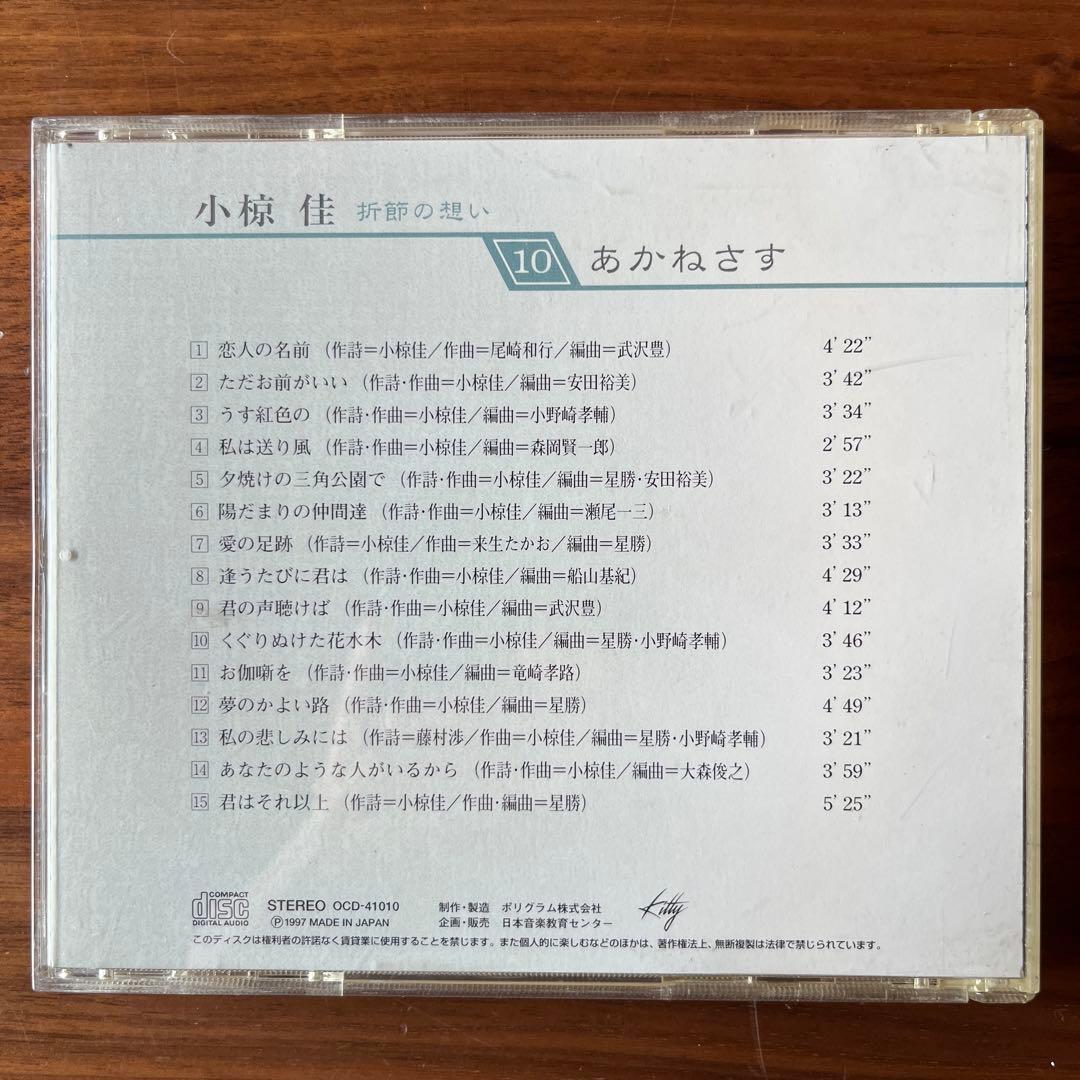 小椋 佳 折節の想い
10 あかねさす
1 恋人の名前 (作詩=小椋佳/作曲=尾崎和行/編曲=武沢豊) 4'22"
2 ただお前がいい (作詩・作曲=小椋佳/編曲=安田裕美) 3'42"
3 うす紅色の (作詩・作曲=小椋佳/編曲=小野崎孝輔) 3'34"
4 私は送り風 (作詩・作曲=小椋佳/編曲=森岡賢一郎) 2'57"
5 夕焼けの三角公園で (作詩・作曲=小椋佳/編曲=星勝・安田裕美) 3'22"
6 陽だまりの仲間達 (作詩・作曲=小椋佳/編曲=瀬尾一三) 3'13"
7 愛の足跡 (作詩=小椋佳/作曲=来生たかお/編曲=星勝) 3'33"
8 逢うたびに君は (作詩・作曲=小椋佳/編曲=船山基紀) 4'29"
9 君の声聴けば (作詩・作曲=小椋佳/編曲=武沢豊) 4'12"
10 くぐりぬけた花水木 (作詩・作曲=小椋佳/編曲=星勝・小野崎孝輔) 3'46"
11 お伽噺を (作詩・作曲=小椋佳/編曲=竜崎孝路) 3'23"
12 夢のかよい路 (作詩・作曲=小椋佳/編曲=星勝) 4'49"
13 私の悲しみには (作詩=藤村渉/作曲=小椋佳/編曲=星勝・小野崎孝輔) 3'21"
14 あなたのような人がいるから (作詩・作曲=小椋佳/編曲=大森俊之) 3'59"
15 君はそれ以上 (作詩=小椋佳/作曲・編曲=星勝) 5'25"
COMPACT
disc
DIGITAL AUDIO
STEREO OCD-41010
Ⓟ1997 MADE IN JAPAN
制作・製造 ポリグラム株式会社
企画・販売 日本音楽教育センター
Kitty
このディスクは権利者の許諾なく賃貸業に使用することを禁じます。また個人的に楽しむなどのほかは、著作権法上、無断複製は法律で禁じられています。